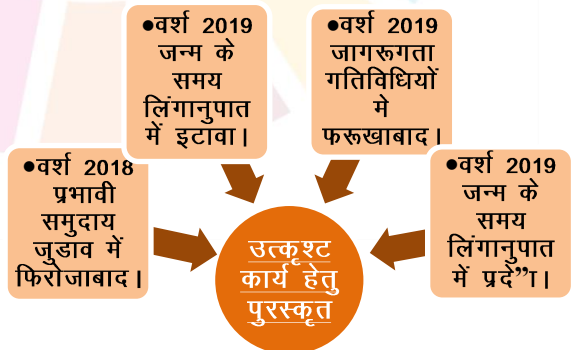 ●वर्श 2018
प्रभावी
समुदाय
जुडाव में
फिरोजाबाद।
●वर्श 2019
जन्म के
समय
लिंगानुपात
में इटावा।
●वर्श 2019
जागरूगता
गतिविधियों
मे
फरूखाबाद।
●वर्श 2019
जन्म के
समय
लिंगानुपात
में प्रदे”ा।
उत्कृश्ट
कार्य हेतु
पुरस्कृत